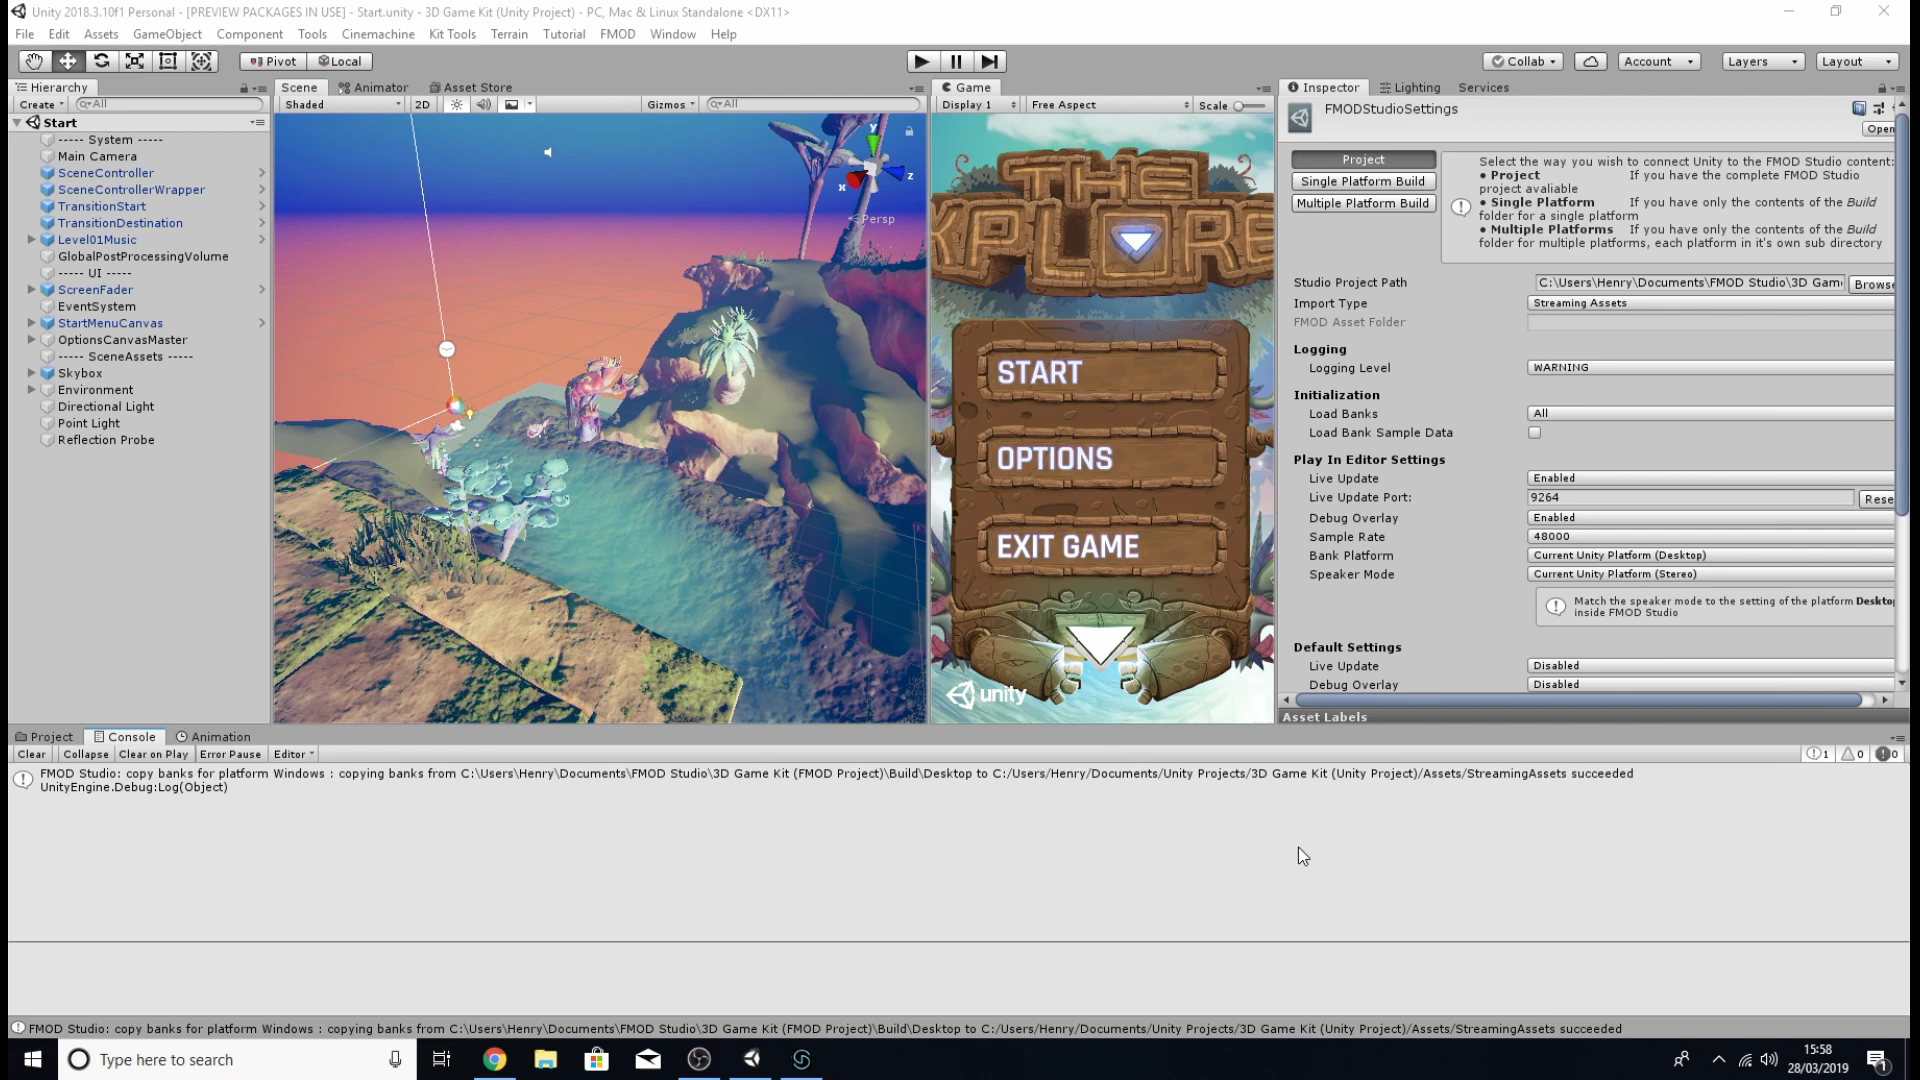 Unity 2018.3.10f1 Personal - [PREVIEW PACKAGES IN USE] - Start.unity - 3D Game Kit (Unity Project) - PC, Mac & Linux Standalone <DX11>
File Edit Assets GameObject Component Tools Cinemachine Kit Tools Terrain Tutorial FMOD Window Help
Pivot Local Collab Account Layers Layout
Hierarchy
Create All
Start
----- System -----
Main Camera
SceneController
SceneControllerWrapper
TransitionStart
TransitionDestination
Level01Music
GlobalPostProcessingVolume
----- UI -----
ScreenFader
EventSystem
StartMenuCanvas
OptionsCanvasMaster
----- SceneAssets -----
Skybox
Environment
Directional Light
Point Light
Reflection Probe
Scene Animator Asset Store
Shaded 2D Gizmos All
y
x z
Persp
Game
Display 1 Free Aspect Scale
THE
XPLORE
START
OPTIONS
EXIT GAME
unity
Inspector Lighting Services
FMODStudioSettings
Open
Project
Single Platform Build
Multiple Platform Build
Select the way you wish to connect Unity to the FMOD Studio content:
• Project If you have the complete FMOD Studio
project avaliable
• Single Platform If you have only the contents of the Build
folder for a single platform
• Multiple Platforms If you have only the contents of the Build
folder for multiple platforms, each platform in it's own sub directory
Studio Project Path C:\Users\Henry\Documents\FMOD Studio\3D Gam Browse
Import Type Streaming Assets
FMOD Asset Folder
Logging
Logging Level WARNING
Initialization
Load Banks All
Load Bank Sample Data
Play In Editor Settings
Live Update Enabled
Live Update Port: 9264 Rese
Debug Overlay Enabled
Sample Rate 48000
Bank Platform Current Unity Platform (Desktop)
Speaker Mode Current Unity Platform (Stereo)
Match the speaker mode to the setting of the platform Desktop
inside FMOD Studio
Default Settings
Live Update Disabled
Debug Overlay Disabled
Asset Labels
Project Console Animation
Clear Collapse Clear on Play Error Pause Editor 1 0 0
FMOD Studio: copy banks for platform Windows : copying banks from C:\Users\Henry\Documents\FMOD Studio\3D Game Kit (FMOD Project)\Build\Desktop to C:/Users/Henry/Documents/Unity Projects/3D Game Kit (Unity Project)/Assets/StreamingAssets succeeded
UnityEngine.Debug:Log(Object)
FMOD Studio: copy banks for platform Windows : copying banks from C:\Users\Henry\Documents\FMOD Studio\3D Game Kit (FMOD Project)\Build\Desktop to C:/Users/Henry/Documents/Unity Projects/3D Game Kit (Unity Project)/Assets/StreamingAssets succeeded
Type here to search
15:58
28/03/2019
1